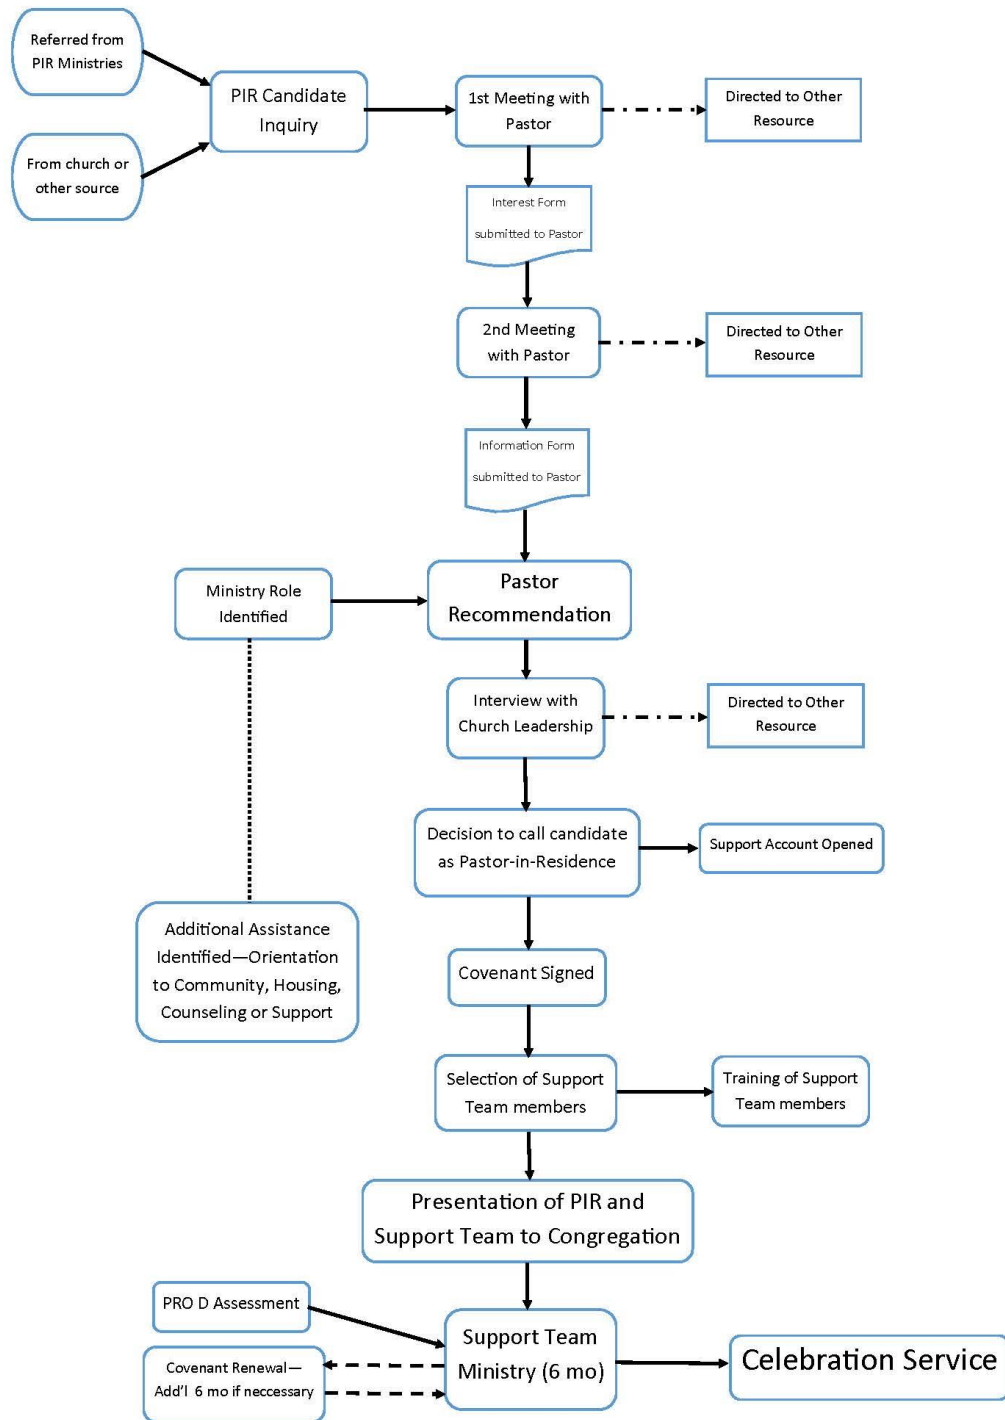 Referred from
PIR Ministries
PIR Candidate
Inquiry
1st Meeting with
Pastor
Directed to Other
Resource
From church or
other source
Interest Form
submitted to Pastor
2nd Meeting
with Pastor
Directed to Other
Resource
Information Form
submitted to Pastor
Ministry Role
Identified
Pastor
Recommendation
Interview with
Church Leadership
Directed to Other
Resource
Decision to call candidate
as Pastor-in-Residence
Support Account Opened
Additional Assistance
Identified—Orientation
to Community, Housing,
Counseling or Support
Covenant Signed
Selection of Support
Team members
Training of Support
Team members
Presentation of PIR and
Support Team to Congregation
PRO D Assessment
Support Team
Ministry (6 mo)
Celebration Service
Covenant Renewal—
Add'l 6 mo if neccessary